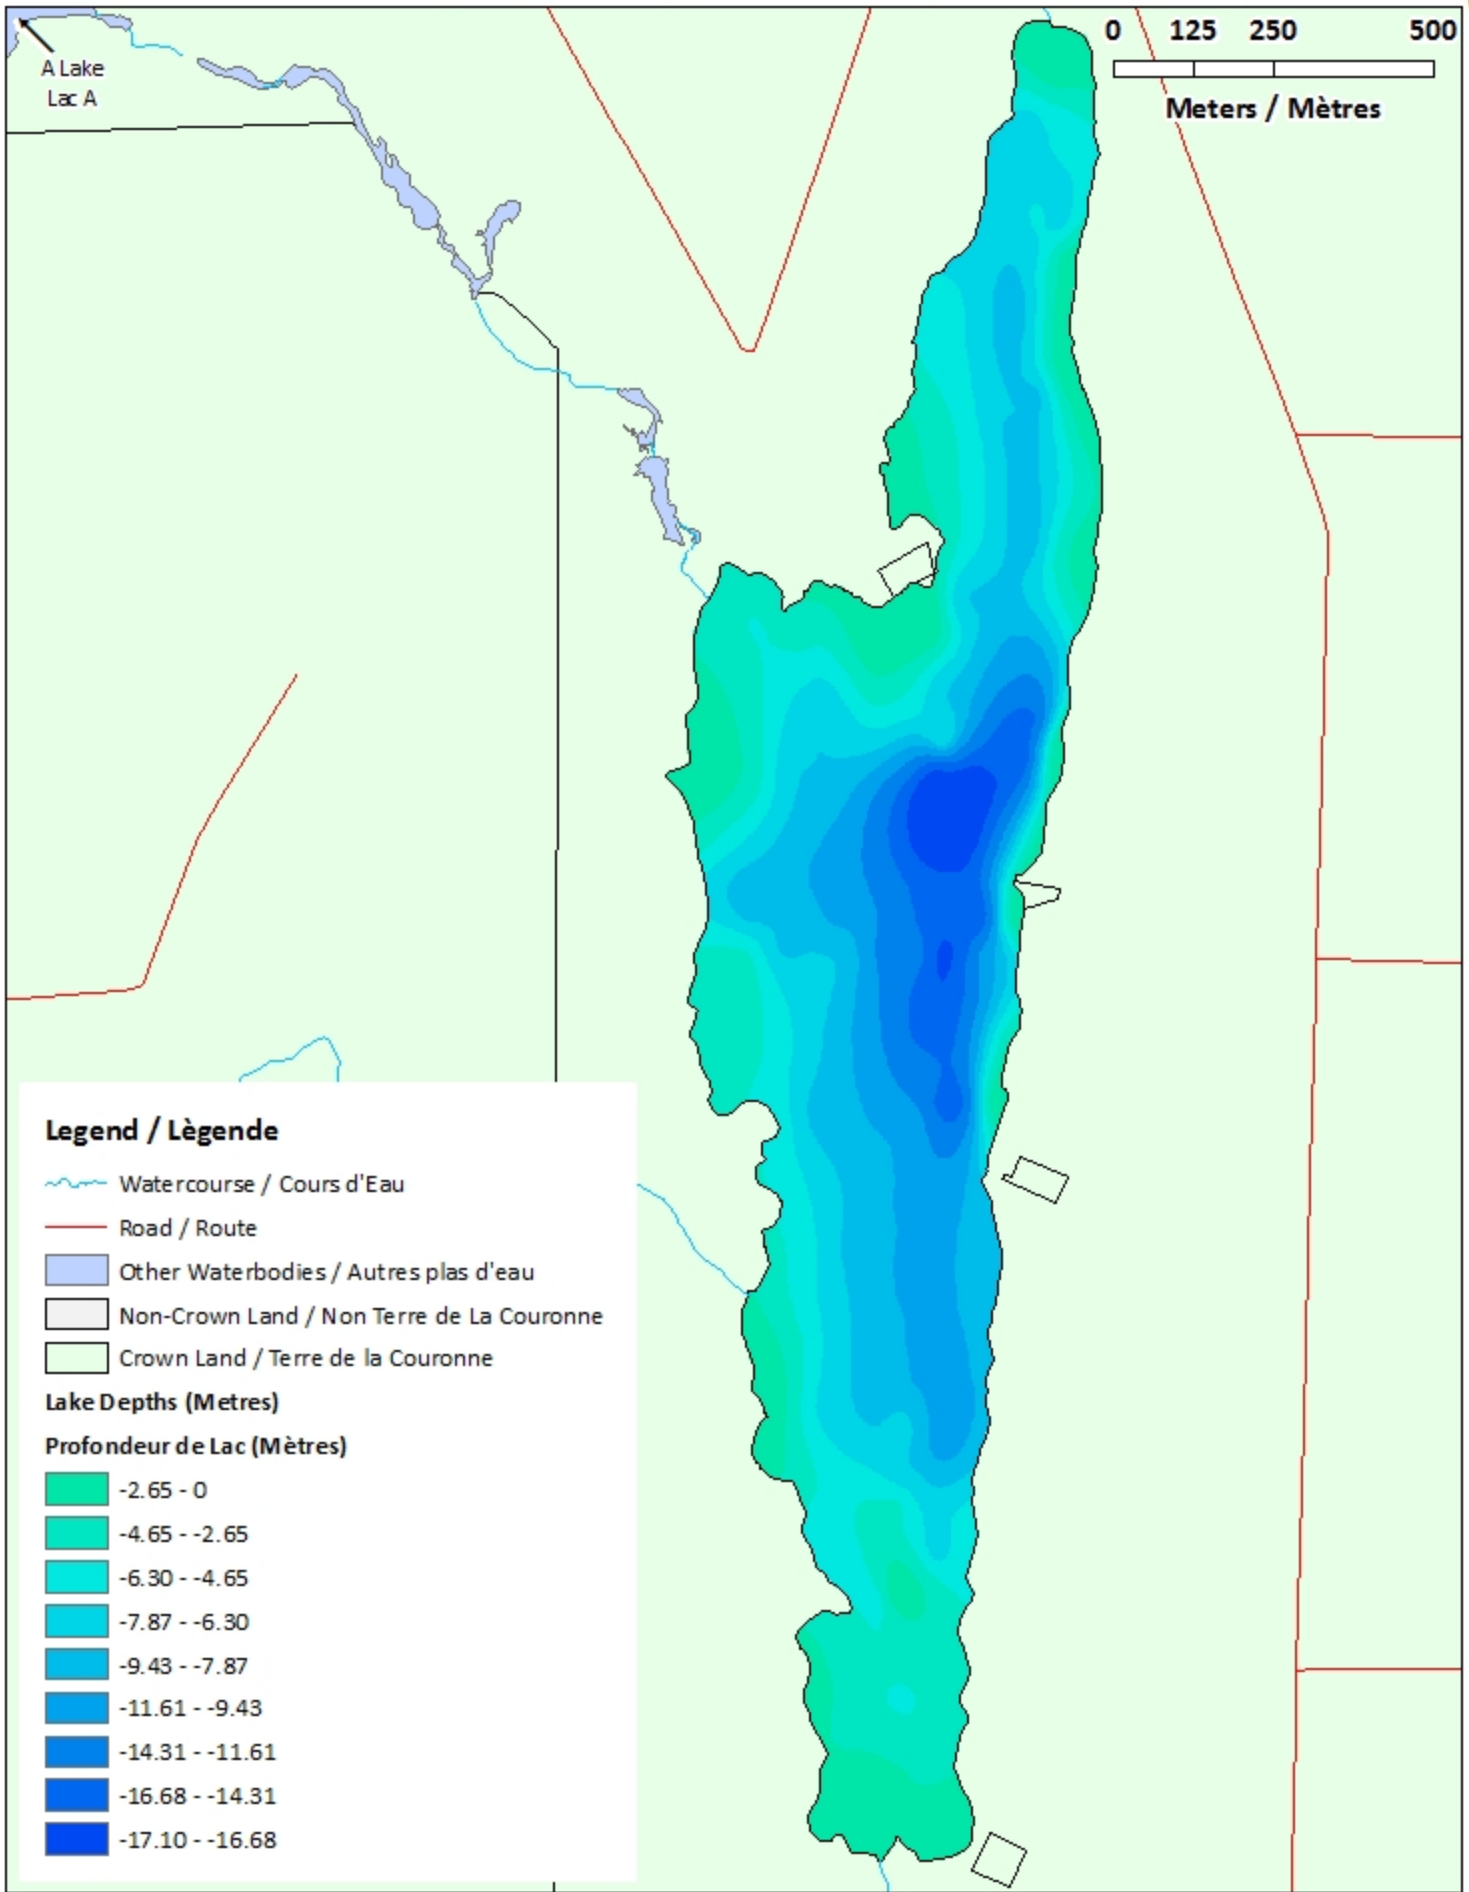 A Lake
Lac A
0 125 250 500
Meters / Mètres
Legend / Lègende
Watercourse / Cours d'Eau
Road / Route
Other Waterbodies / Autres plas d'eau
Non-Crown Land / Non Terre de La Couronne
Crown Land / Terre de la Couronne
Lake Depths (Metres)
Profondeur de Lac (Mètres)
-2.65 - 0
-4.65 - -2.65
-6.30 - -4.65
-7.87 - -6.30
-9.43 - -7.87
-11.61 - -9.43
-14.31 - -11.61
-16.68 - -14.31
-17.10 - -16.68